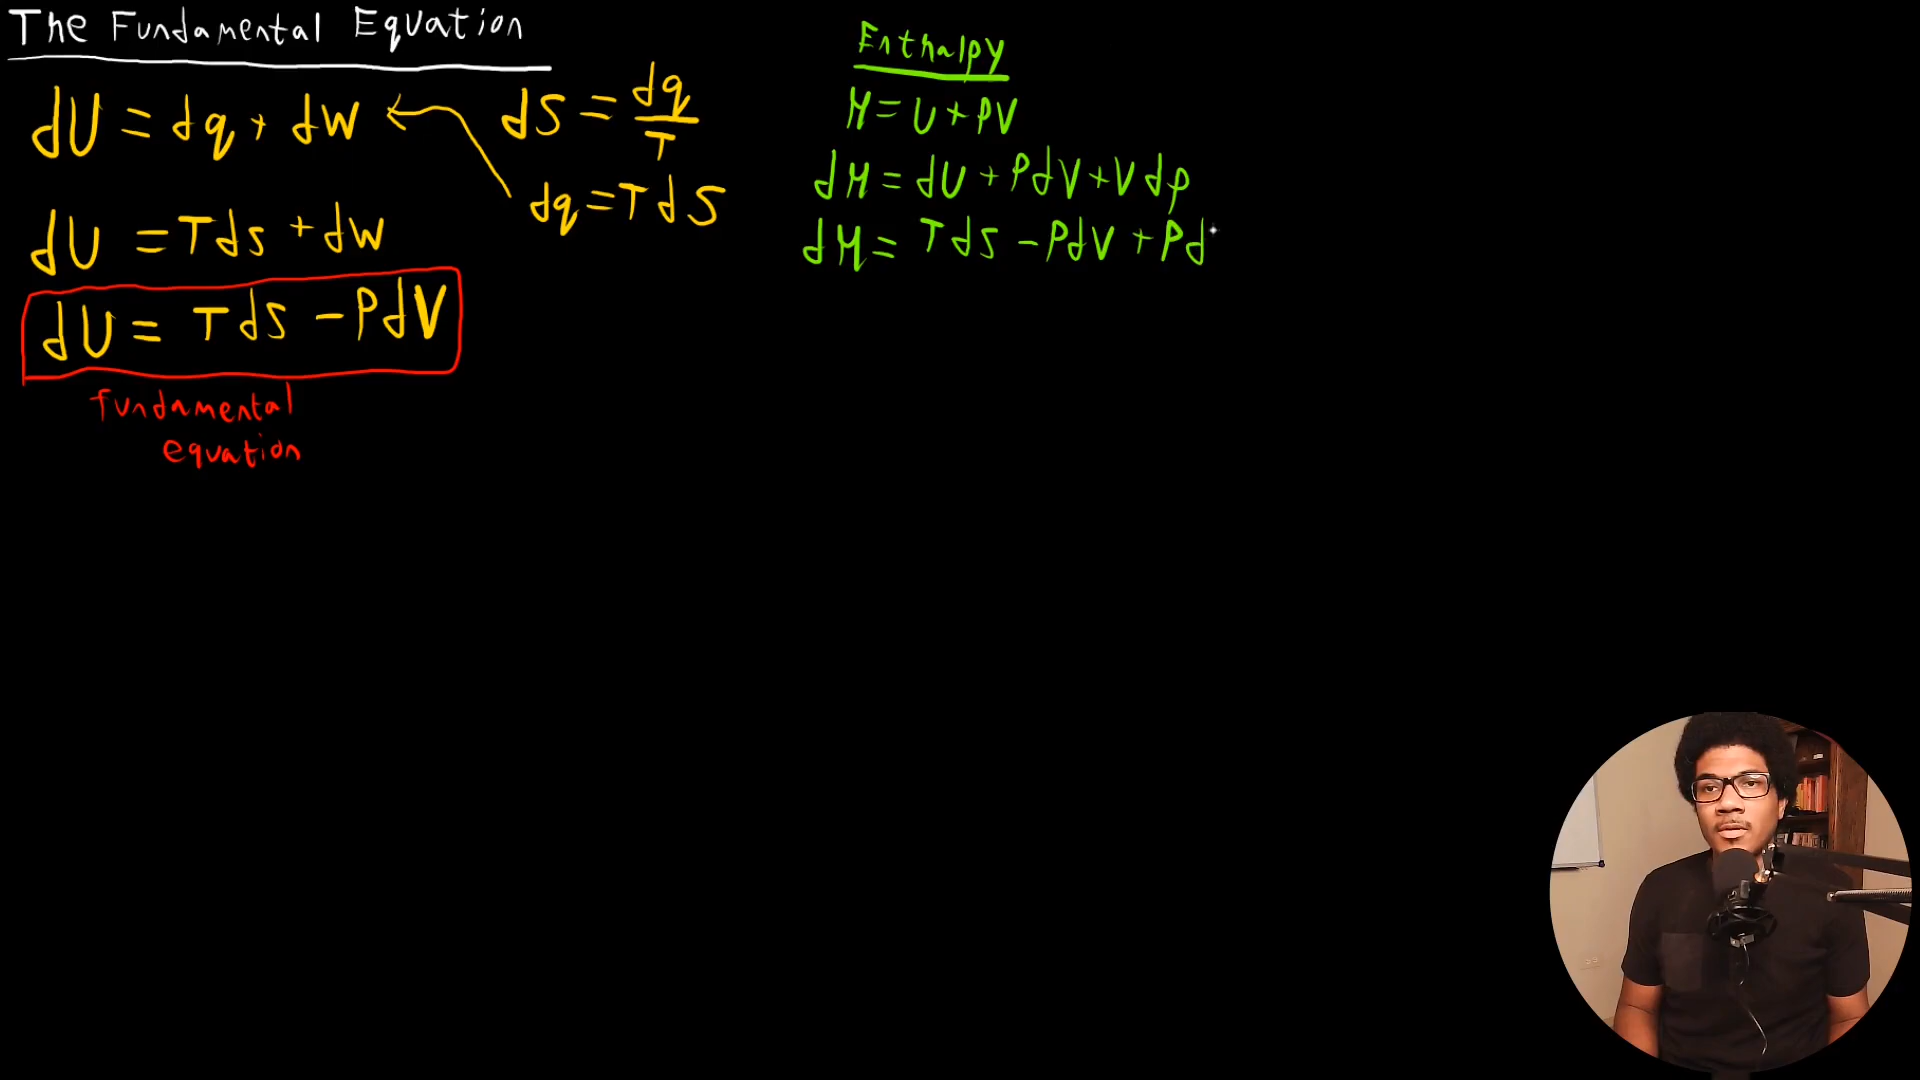 The Fundamental Equation
dU = dq + dW
dS = dq/T
dq = TdS
dU = Tds + dW
dU = TdS - PdV
fundamental
equation
Enthalpy
H = U + PV
dH = dU + PdV + Vdp
dH = TdS - PdV + Pd